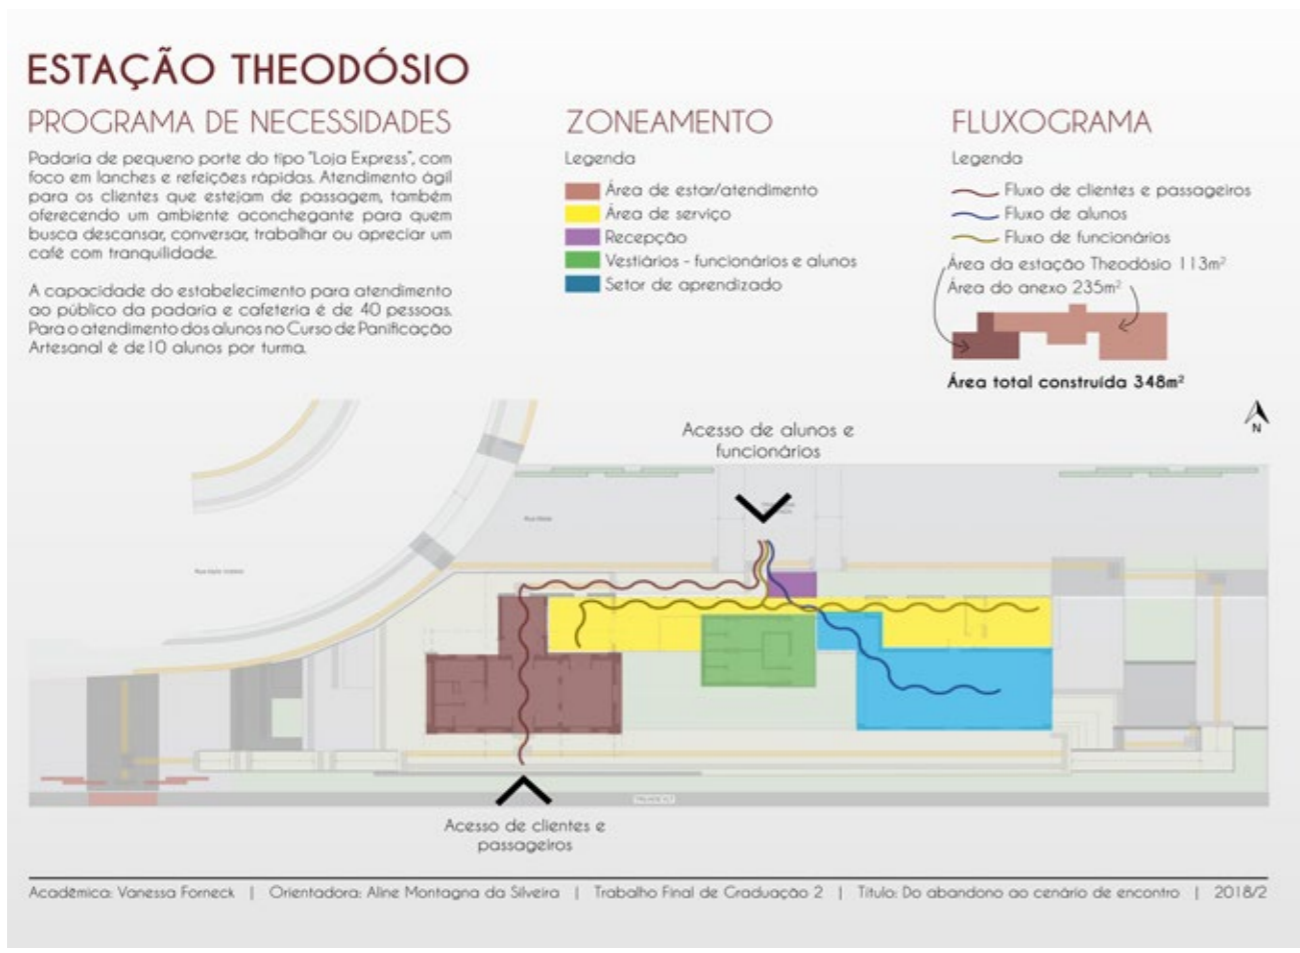 ESTAÇÃO THEODÓSIO
PROGRAMA DE NECESSIDADES
Padaria de pequeno porte do tipo "Loja Express", com
foco em lanches e refeições rápidas. Atendimento ágil
para os clientes que estejam de passagem, também
oferecendo um ambiente aconchegante para quem
busca descansar, conversar, trabalhar ou apreciar um
café com tranquilidade.
A capacidade do estabelecimento para atendimento
ao público da padaria e cafeteria é de 40 pessoas.
Para o atendimento dos alunos no Curso de Panificação
Artesanal é de10 alunos por turma.
ZONEAMENTO
Legenda
Área de estar/atendimento
Área de serviço
Recepção
Vestiários - funcionários e alunos
Setor de aprendizado
FLUXOGRAMA
Legenda
Fluxo de clientes e passageiros
Fluxo de alunos
Fluxo de funcionários
Área da estação Theodósio 113m²
Área do anexo 235m²
Área total construída 348m²
N
Acesso de alunos e
funcionários
Acesso de clientes e
passageiros
Acadêmica: Vanessa Forneck | Orientadora: Aline Montagna da Silveira | Trabalho Final de Graduação 2 | Título: Do abandono ao cenário de encontro | 2018/2